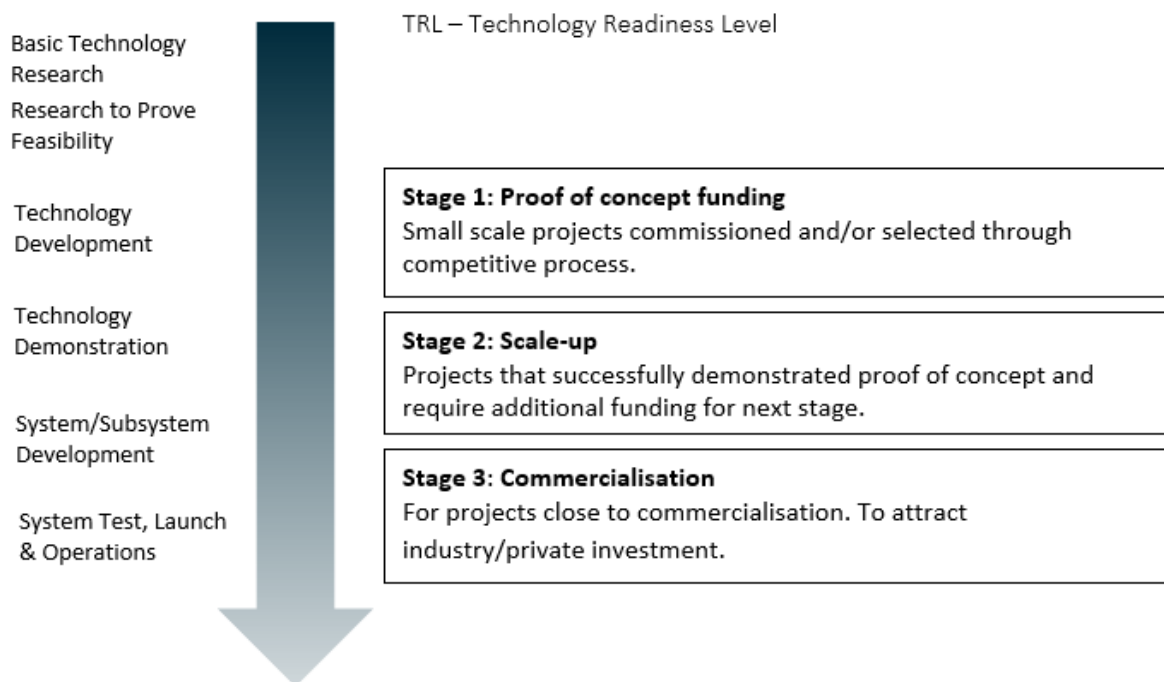 TRL – Technology Readiness Level
Basic Technology
Research
Research to Prove
Feasibility
Technology
Development
Technology
Demonstration
System/Subsystem
Development
System Test, Launch
& Operations
Stage 1: Proof of concept funding
Small scale projects commissioned and/or selected through
competitive process.
Stage 2: Scale-up
Projects that successfully demonstrated proof of concept and
require additional funding for next stage.
Stage 3: Commercialisation
For projects close to commercialisation. To attract
industry/private investment.